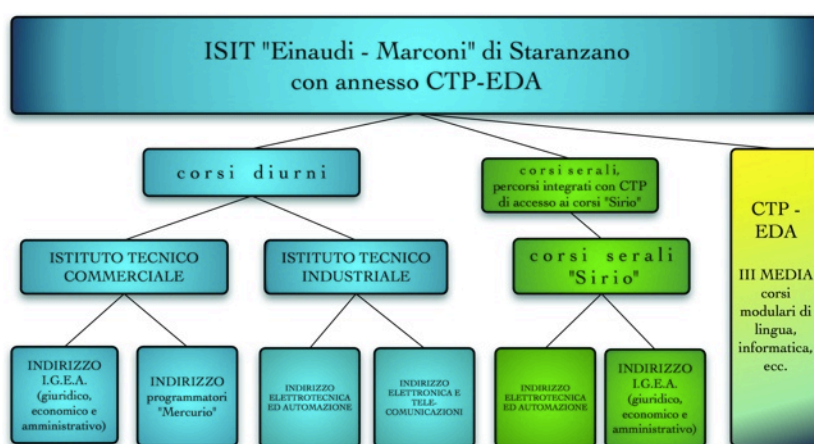 ISIT "Einaudi - Marconi" di Staranzano
con annesso CTP-EDA
corsi diurni
corsi serali,
percorsi integrati con CTP
di accesso ai corsi "Sirio"
CTP -
EDA
III MEDIA
corsi
modulari di
lingua,
informatica,
ecc.
ISTITUTO TECNICO
COMMERCIALE
ISTITUTO TECNICO
INDUSTRIALE
corsi serali
"Sirio"
INDIRIZZO
I.G.E.A.
(giuridico,
economico e
amministrativo)
INDIRIZZO
programmatori
"Mercurio"
INDIRIZZO
ELETTROTECNICA
ED AUTOMAZIONE
INDIRIZZO
ELETTRONICA E
TELE-
COMUNICAZIONI
INDIRIZZO
ELETTROTECNICA
ED AUTOMAZIONE
INDIRIZZO
I.G.E.A.
(giuridico,
economico e
amministrativo)